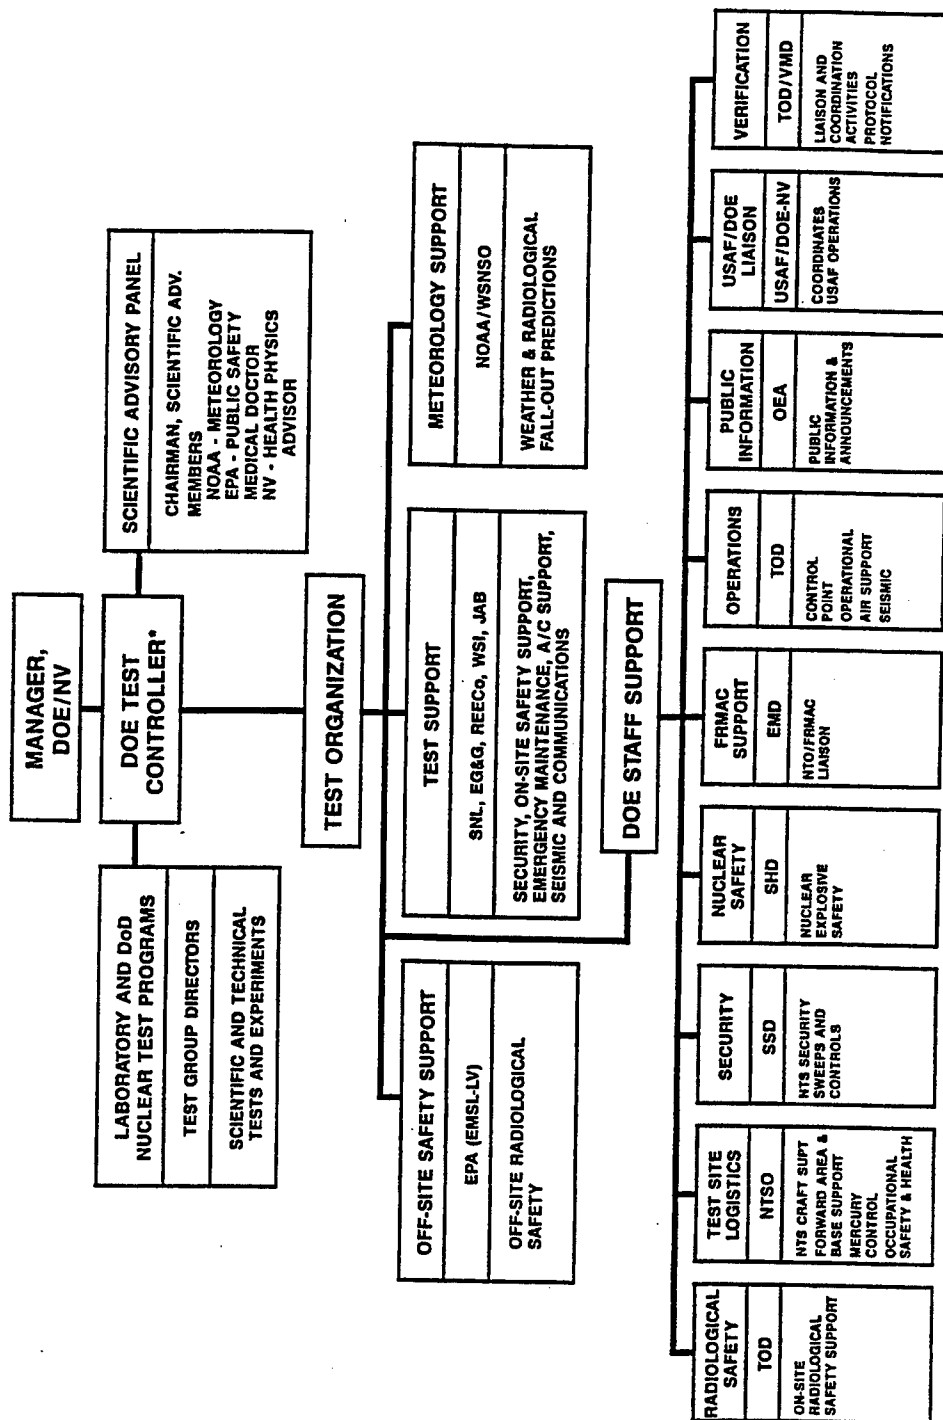 MANAGER,
DOE/NV
LABORATORY AND DoD
NUCLEAR TEST PROGRAMS
TEST GROUP DIRECTORS
SCIENTIFIC AND TECHNICAL
TESTS AND EXPERIMENTS
DOE TEST
CONTROLLER*
SCIENTIFIC ADVISORY PANEL
CHAIRMAN, SCIENTIFIC ADV.
MEMBERS
NOAA - METEOROLOGY
EPA - PUBLIC SAFETY
MEDICAL DOCTOR
NV - HEALTH PHYSICS
ADVISOR
TEST ORGANIZATION
OFF-SITE SAFETY SUPPORT
EPA (EMSL-LV)
OFF-SITE RADIOLOGICAL
SAFETY
TEST SUPPORT
SNL, EG&G, REECo, WSI, JAB
SECURITY, ON-SITE SAFETY SUPPORT,
EMERGENCY MAINTENANCE, A/C SUPPORT,
SEISMIC AND COMMUNICATIONS
METEOROLOGY SUPPORT
NOAA/WSNSO
WEATHER & RADIOLOGICAL
FALL-OUT PREDICTIONS
DOE STAFF SUPPORT
RADIOLOGICAL
SAFETY
TOD
ON-SITE
RADIOLOGICAL
SAFETY SUPPORT
TEST SITE
LOGISTICS
NTSO
NTS CRAFT SUPT
FORWARD AREA &
BASE SUPPORT
MERCURY
CONTROL
OCCUPATIONAL
SAFETY & HEALTH
SECURITY
SSD
NTS SECURITY
SWEEPS AND
CONTROLS
NUCLEAR
SAFETY
SHD
NUCLEAR
EXPLOSIVE
SAFETY
FRMAC
SUPPORT
EMD
NTO/FRMAC
LIAISON
OPERATIONS
TOD
CONTROL
POINT
OPERATIONAL
AIR SUPPORT
SEISMIC
PUBLIC
INFORMATION
OEA
PUBLIC
INFORMATION &
ANNOUNCEMENTS
USAF/DOE
LIAISON
USAF/DOE-NV
COORDINATES
USAF OPERATIONS
VERIFICATION
TOD/VMD
LIAISON AND
COORDINATION
ACTIVITIES
PROTOCOL
NOTIFICATIONS